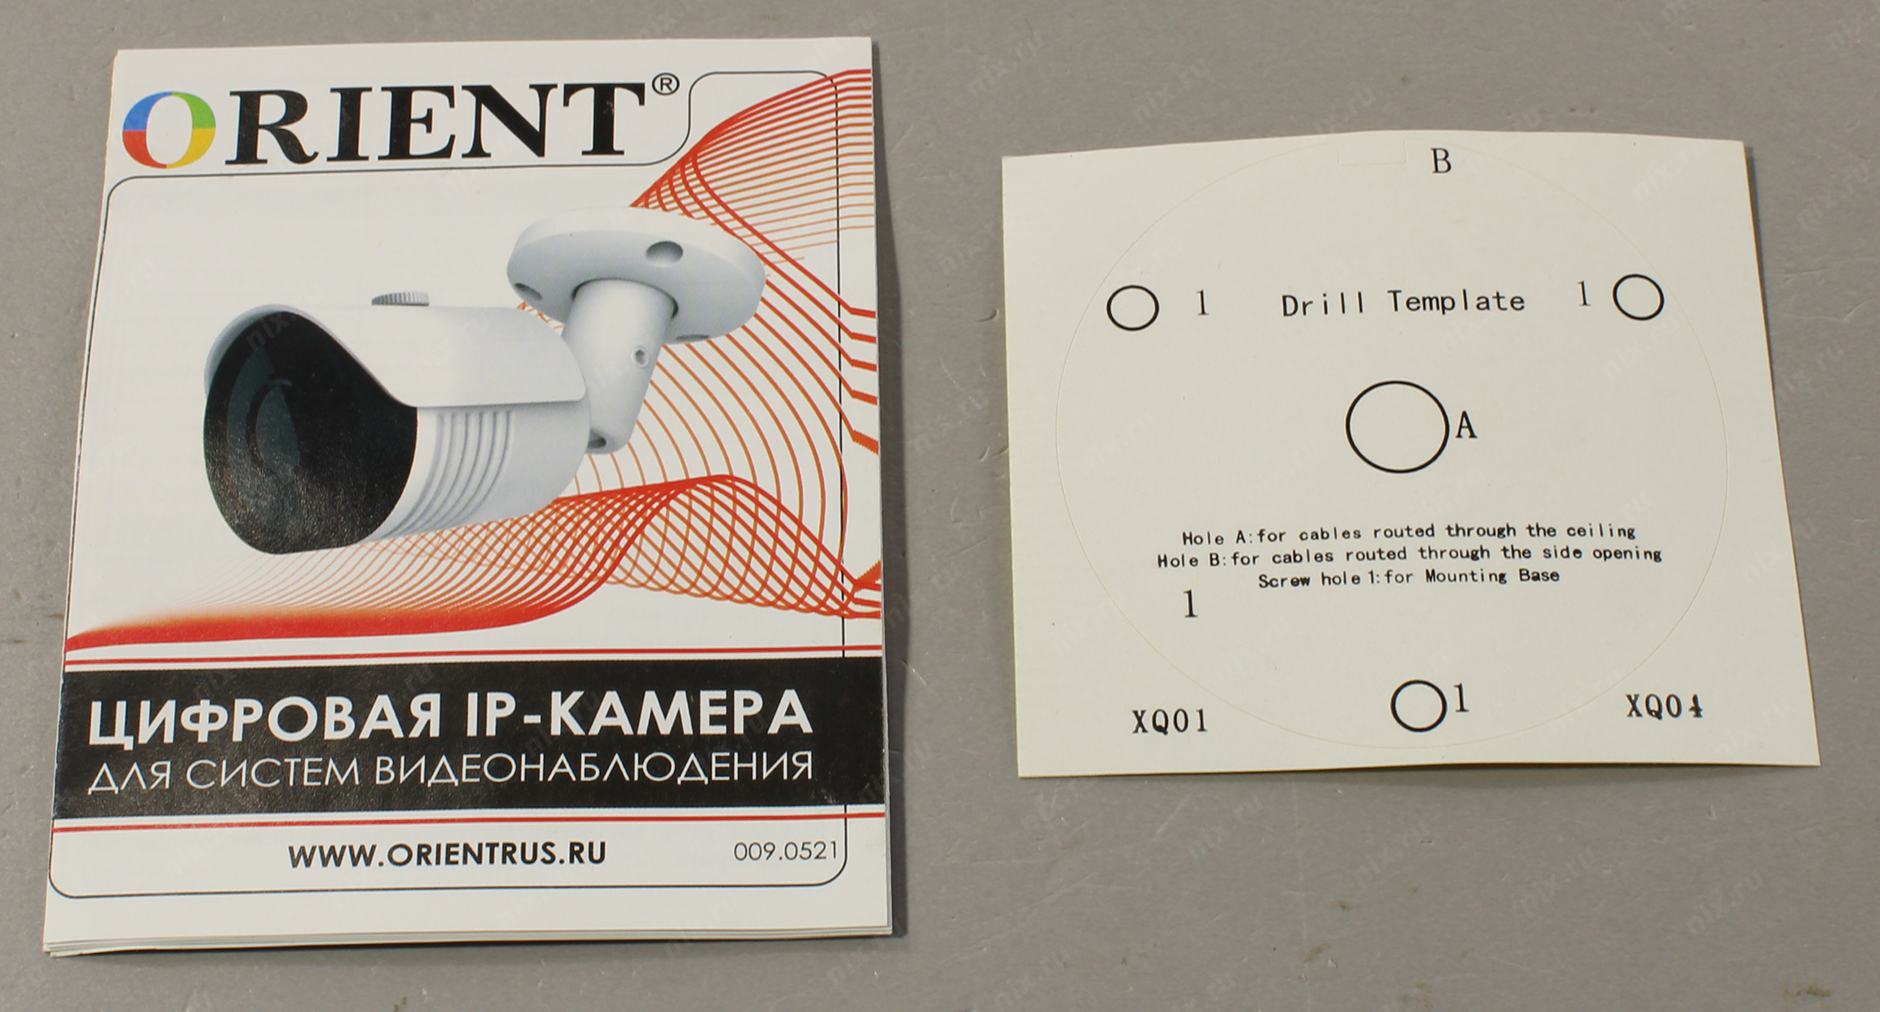 ORIENT®
ЦИФРОВАЯ IP-КАМЕРА
ДЛЯ СИСТЕМ ВИДЕОНАБЛЮДЕНИЯ
WWW.ORIENTRUS.RU
009.0521
B
1 Drill Template 1
A
Hole A:for cables routed through the ceiling
Hole B:for cables routed through the side opening
Screw hole 1:for Mounting Base
1
XQ01
1
XQ04
nix.ru